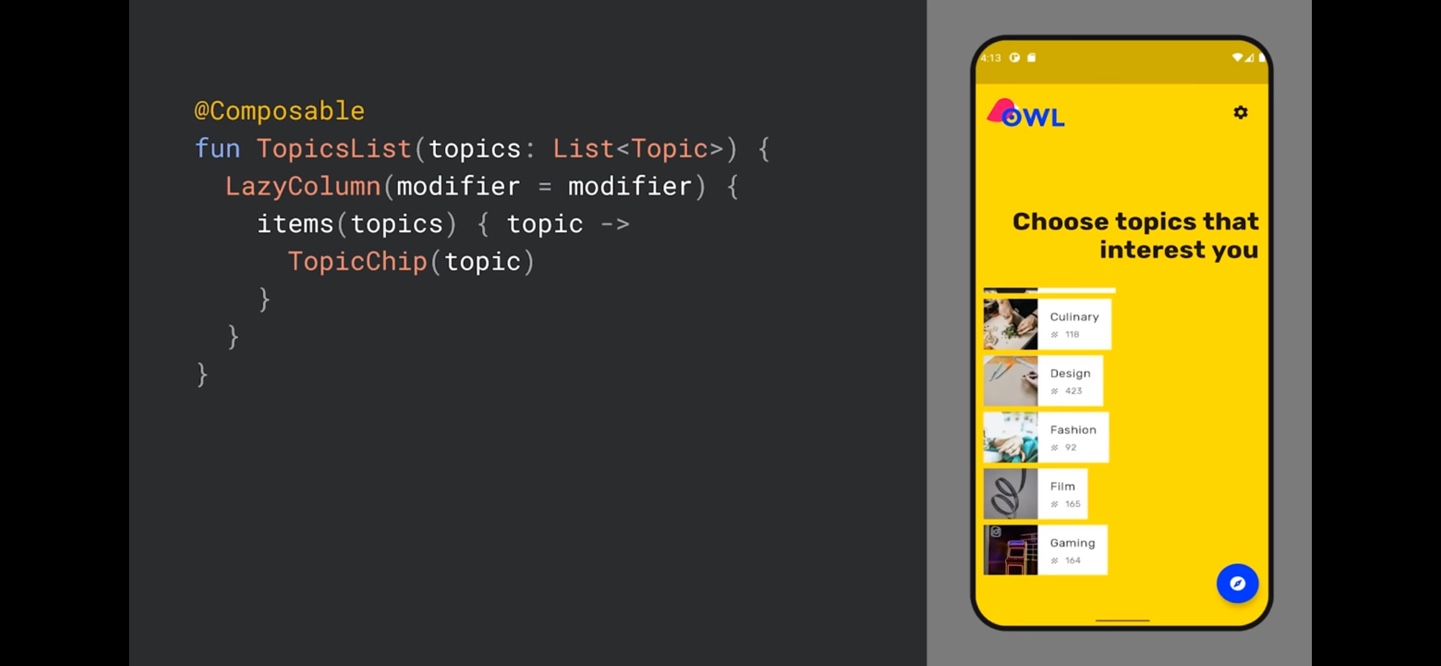 @Composable
fun TopicsList(topics: List<Topic>) {
  LazyColumn(modifier = modifier) {
    items(topics) { topic ->
      TopicChip(topic)
    }
  }
}
4:13
OWL
Choose topics that
interest you
Culinary
118
Design
423
Fashion
92
Film
165
Gaming
164